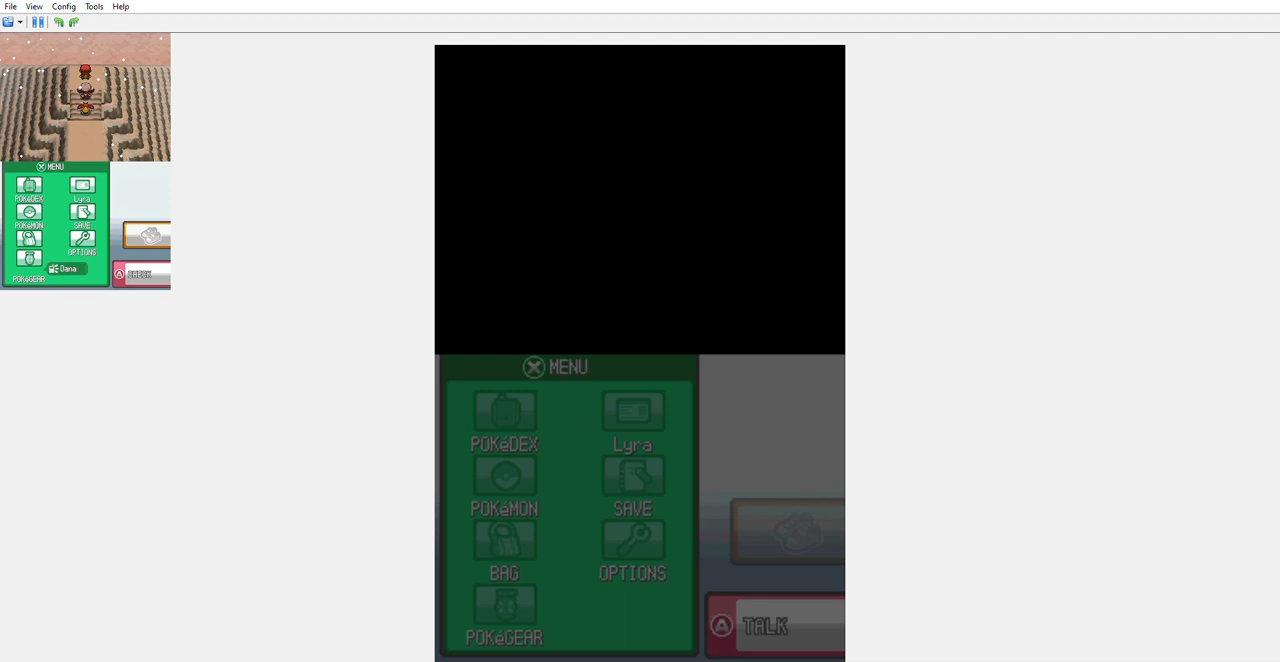 File View Config Tools Help
MENU
POKéDEX Lyra
POKéMON SAVE
OPTIONS
Dana
POKéGEAR
A CHECK
MENU
POKéDEX Lyra
POKéMON SAVE
BAG OPTIONS
POKéGEAR
A TALK